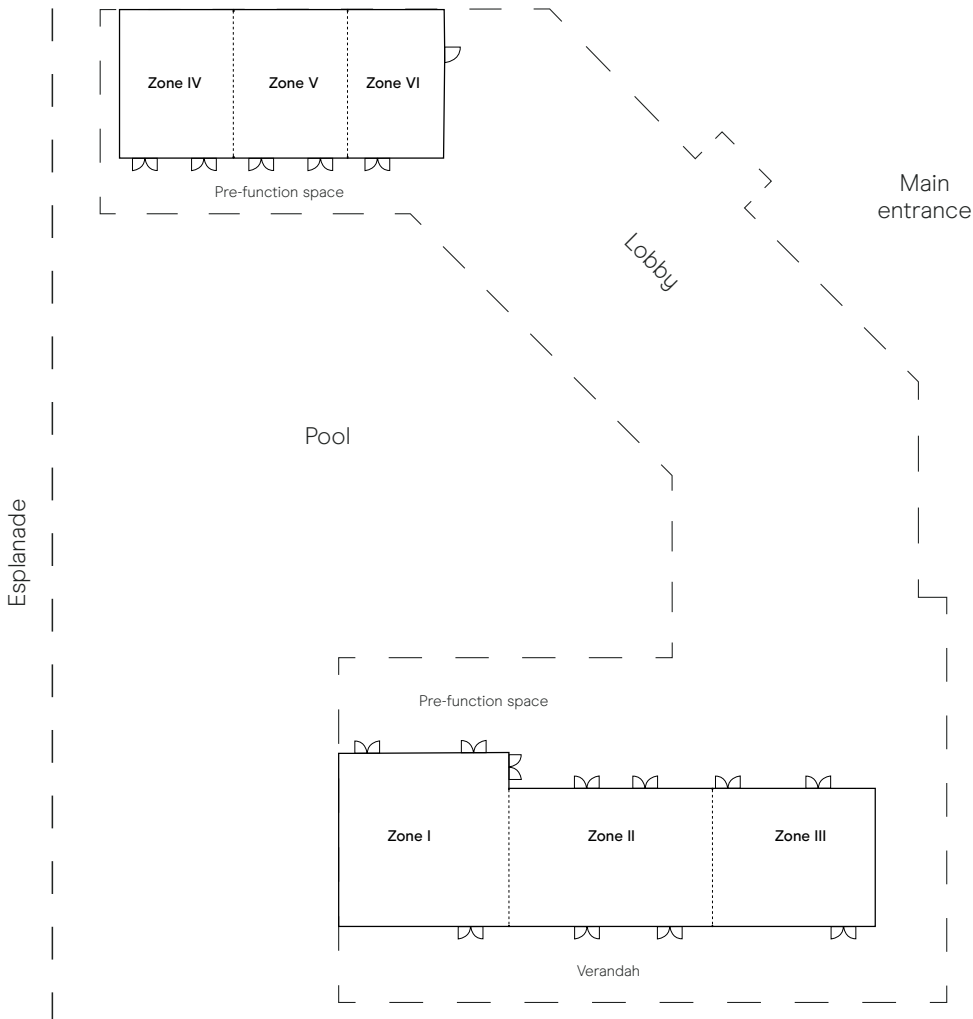 Zone IV
Zone V
Zone VI
Pre-function space
Main
entrance
Lobby
Pool
Esplanade
Pre-function space
Zone I
Zone II
Zone III
Verandah